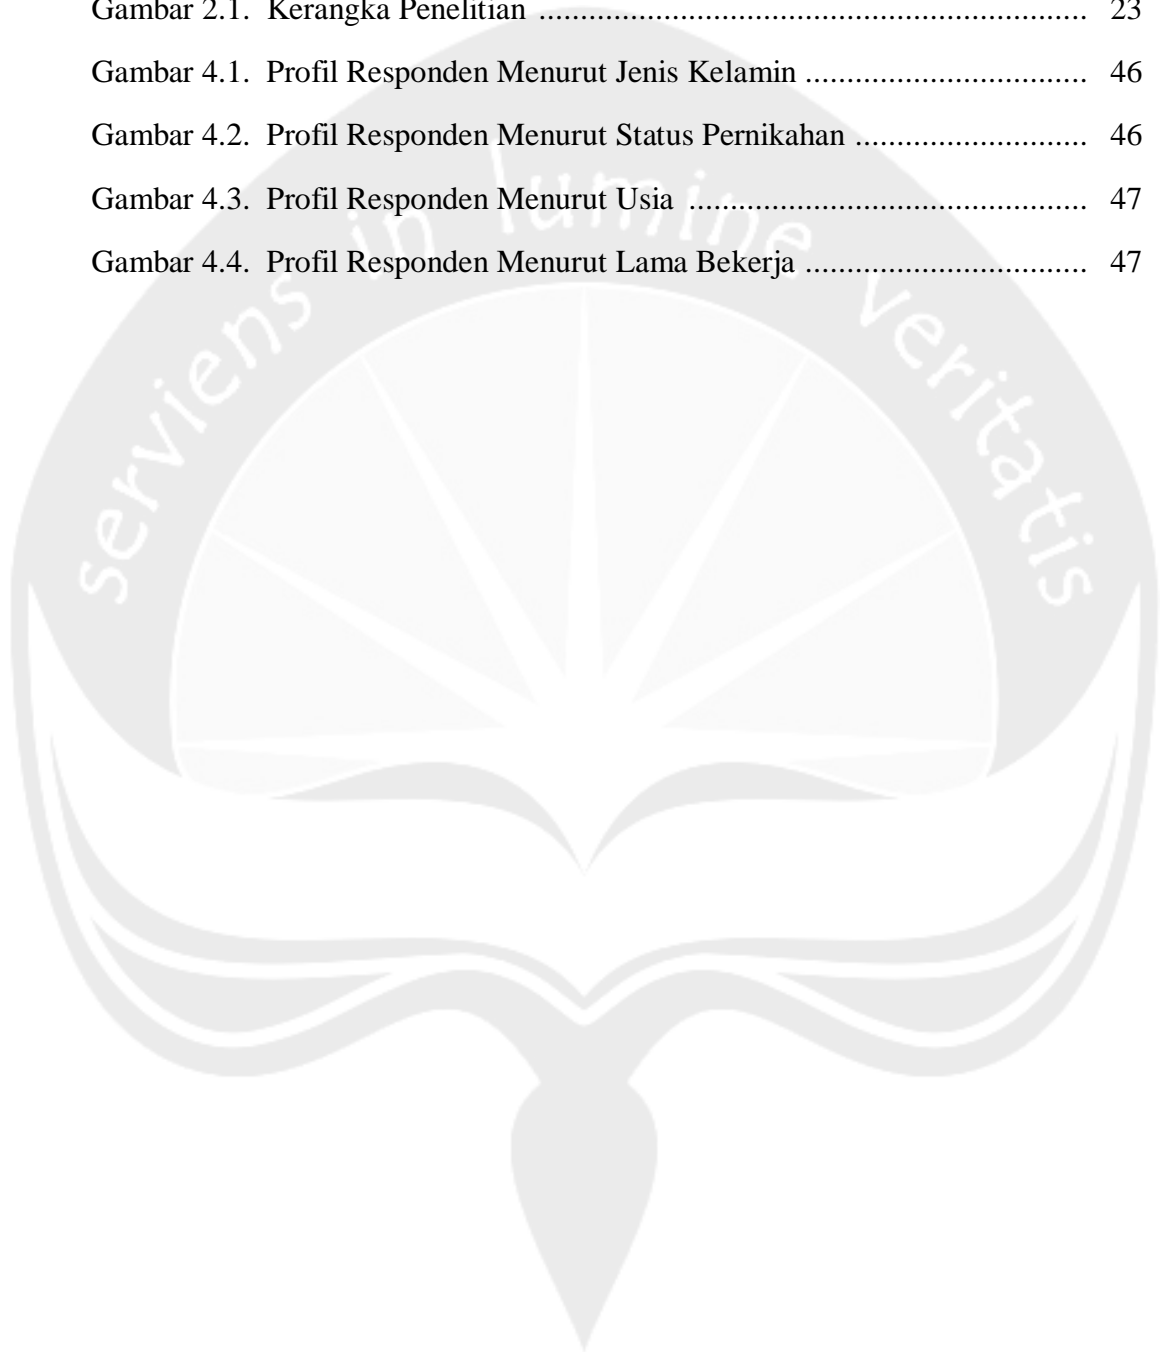 Gambar 2.1. Kerangka Penelitian .................................................................... 23
Gambar 4.1. Profil Responden Menurut Jenis Kelamin ................................... 46
Gambar 4.2. Profil Responden Menurut Status Pernikahan ............................. 46
Gambar 4.3. Profil Responden Menurut Usia ................................................. 47
Gambar 4.4. Profil Responden Menurut Lama Bekerja ................................... 47
serviens in lumine veritatis